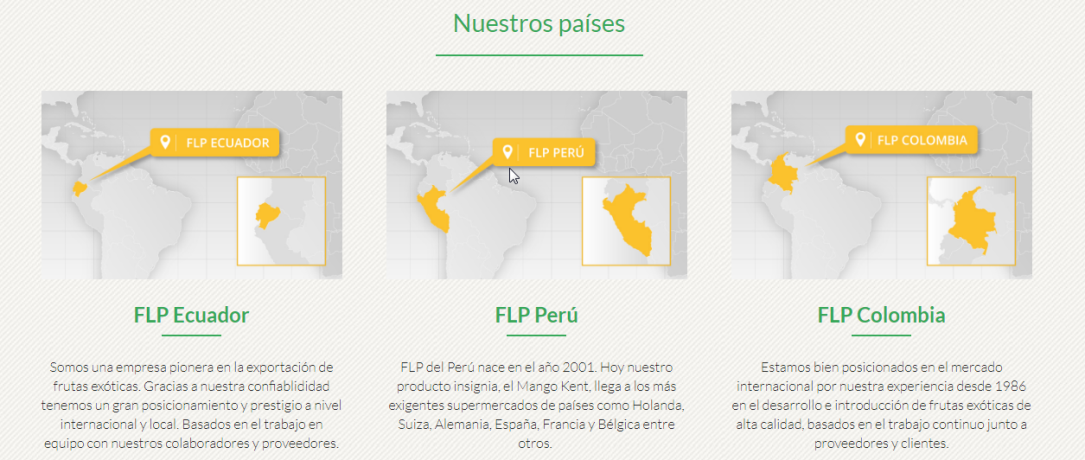 Nuestros países
FLP ECUADOR
FLP PERÚ
FLP COLOMBIA
FLP Ecuador
Somos una empresa pionera en la exportación de
frutas exóticas. Gracias a nuestra confiablididad
tenemos un gran posicionamiento y prestigio a nivel
internacional y local. Basados en el trabajo en
equipo con nuestros colaboradores y proveedores.
FLP Perú
FLP del Perú nace en el año 2001. Hoy nuestro
producto insignia, el Mango Kent, llega a los más
exigentes supermercados de países como Holanda,
Suiza, Alemania, España, Francia y Bélgica entre
otros.
FLP Colombia
Estamos bien posicionados en el mercado
internacional por nuestra experiencia desde 1986
en el desarrollo e introducción de frutas exóticas de
alta calidad, basados en el trabajo continuo junto a
proveedores y clientes.